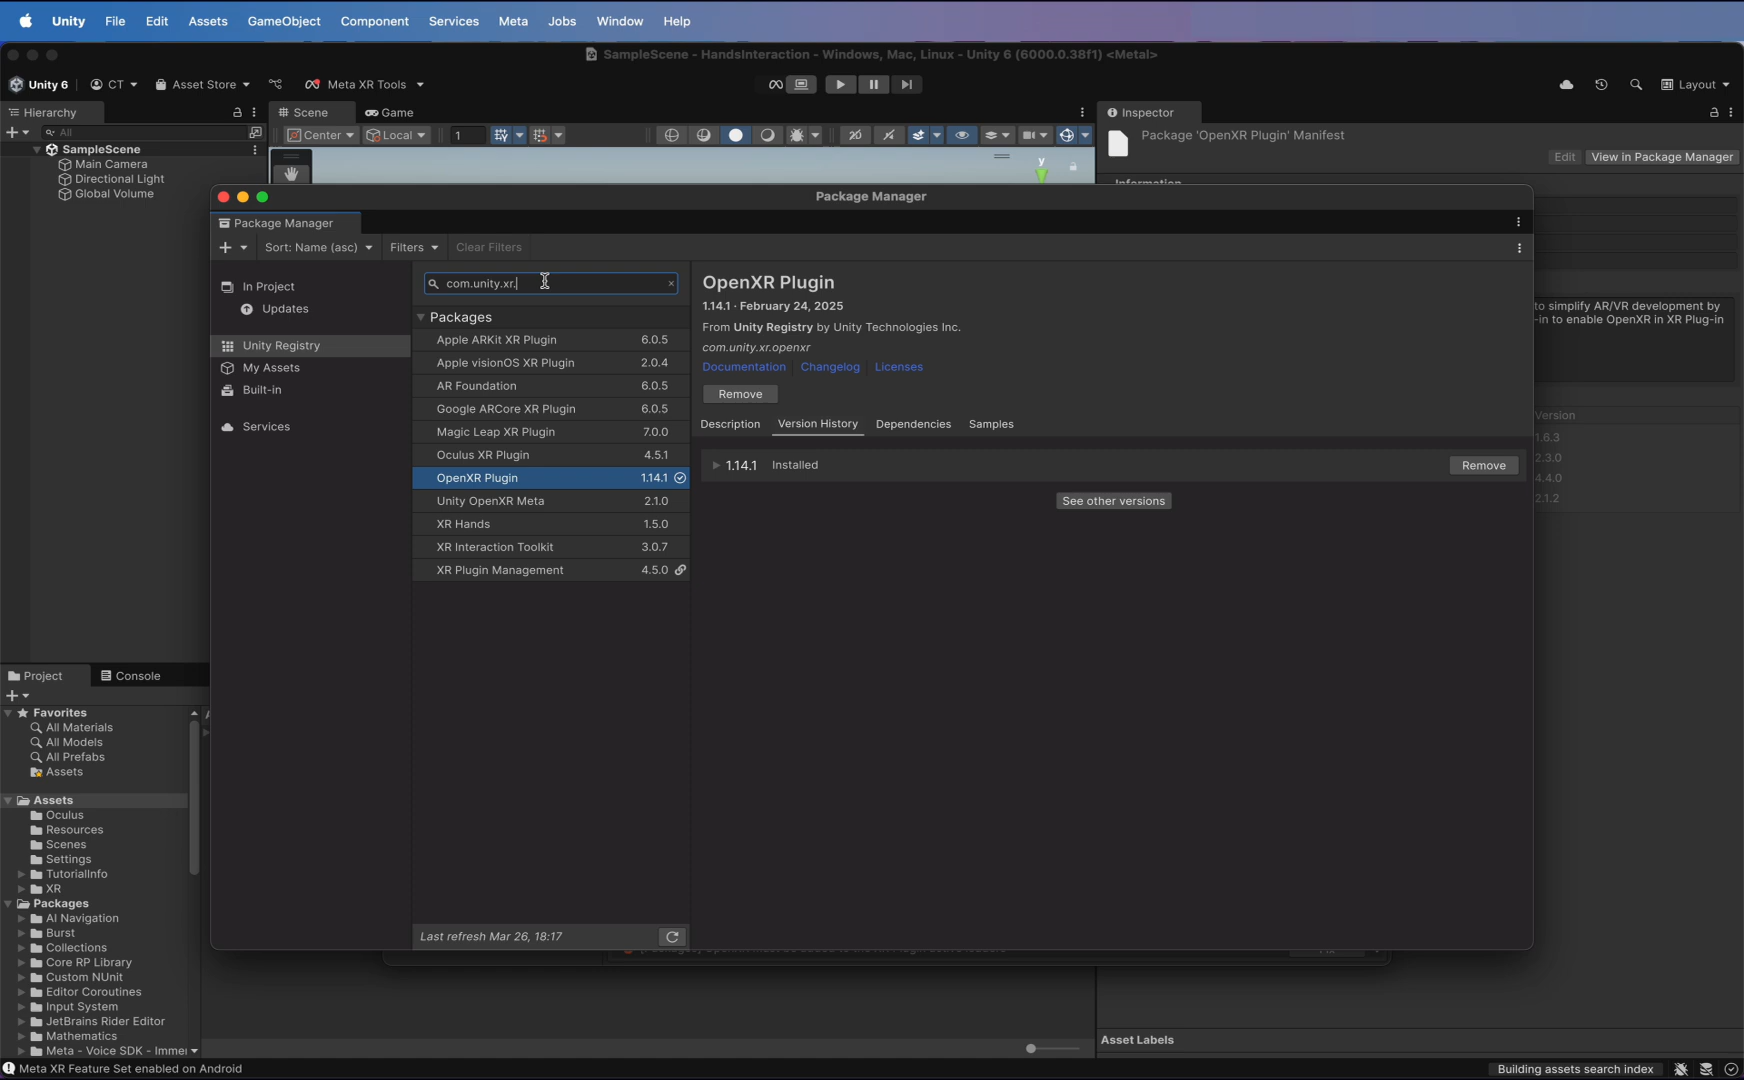 Unity File Edit Assets GameObject Component Services Meta Jobs Window Help
SampleScene - HandsInteraction - Windows, Mac, Linux - Unity 6 (6000.0.38f1) <Metal>
Unity 6 CT Asset Store Meta XR Tools Layout
Hierarchy Scene Game Inspector
All Center Local 1 Package 'OpenXR Plugin' Manifest
SampleScene Edit View in Package Manager
Main Camera
Directional Light
Global Volume
y
Information
Package Manager
Package Manager
Sort: Name (asc) Filters Clear Filters
In Project
Updates
Unity Registry
My Assets
Built-in
Services
com.unity.xr.
Packages
Apple ARKit XR Plugin 6.0.5
Apple visionOS XR Plugin 2.0.4
AR Foundation 6.0.5
Google ARCore XR Plugin 6.0.5
Magic Leap XR Plugin 7.0.0
Oculus XR Plugin 4.5.1
OpenXR Plugin 1.14.1
Unity OpenXR Meta 2.1.0
XR Hands 1.5.0
XR Interaction Toolkit 3.0.7
XR Plugin Management 4.5.0
Last refresh Mar 26, 18:17
OpenXR Plugin
1.14.1 · February 24, 2025
From Unity Registry by Unity Technologies Inc.
com.unity.xr.openxr
Documentation Changelog Licenses
Remove
Description Version History Dependencies Samples
1.14.1 Installed Remove
See other versions
to simplify AR/VR development by
-in to enable OpenXR in XR Plug-in
Version
1.6.3
2.3.0
4.4.0
2.1.2
Project Console
Favorites
All Materials
All Models
All Prefabs
Assets
Assets
Oculus
Resources
Scenes
Settings
TutorialInfo
XR
Packages
AI Navigation
Burst
Collections
Core RP Library
Custom NUnit
Editor Coroutines
Input System
JetBrains Rider Editor
Mathematics
Meta - Voice SDK - Immer
Asset Labels
Meta XR Feature Set enabled on Android
Building assets search index